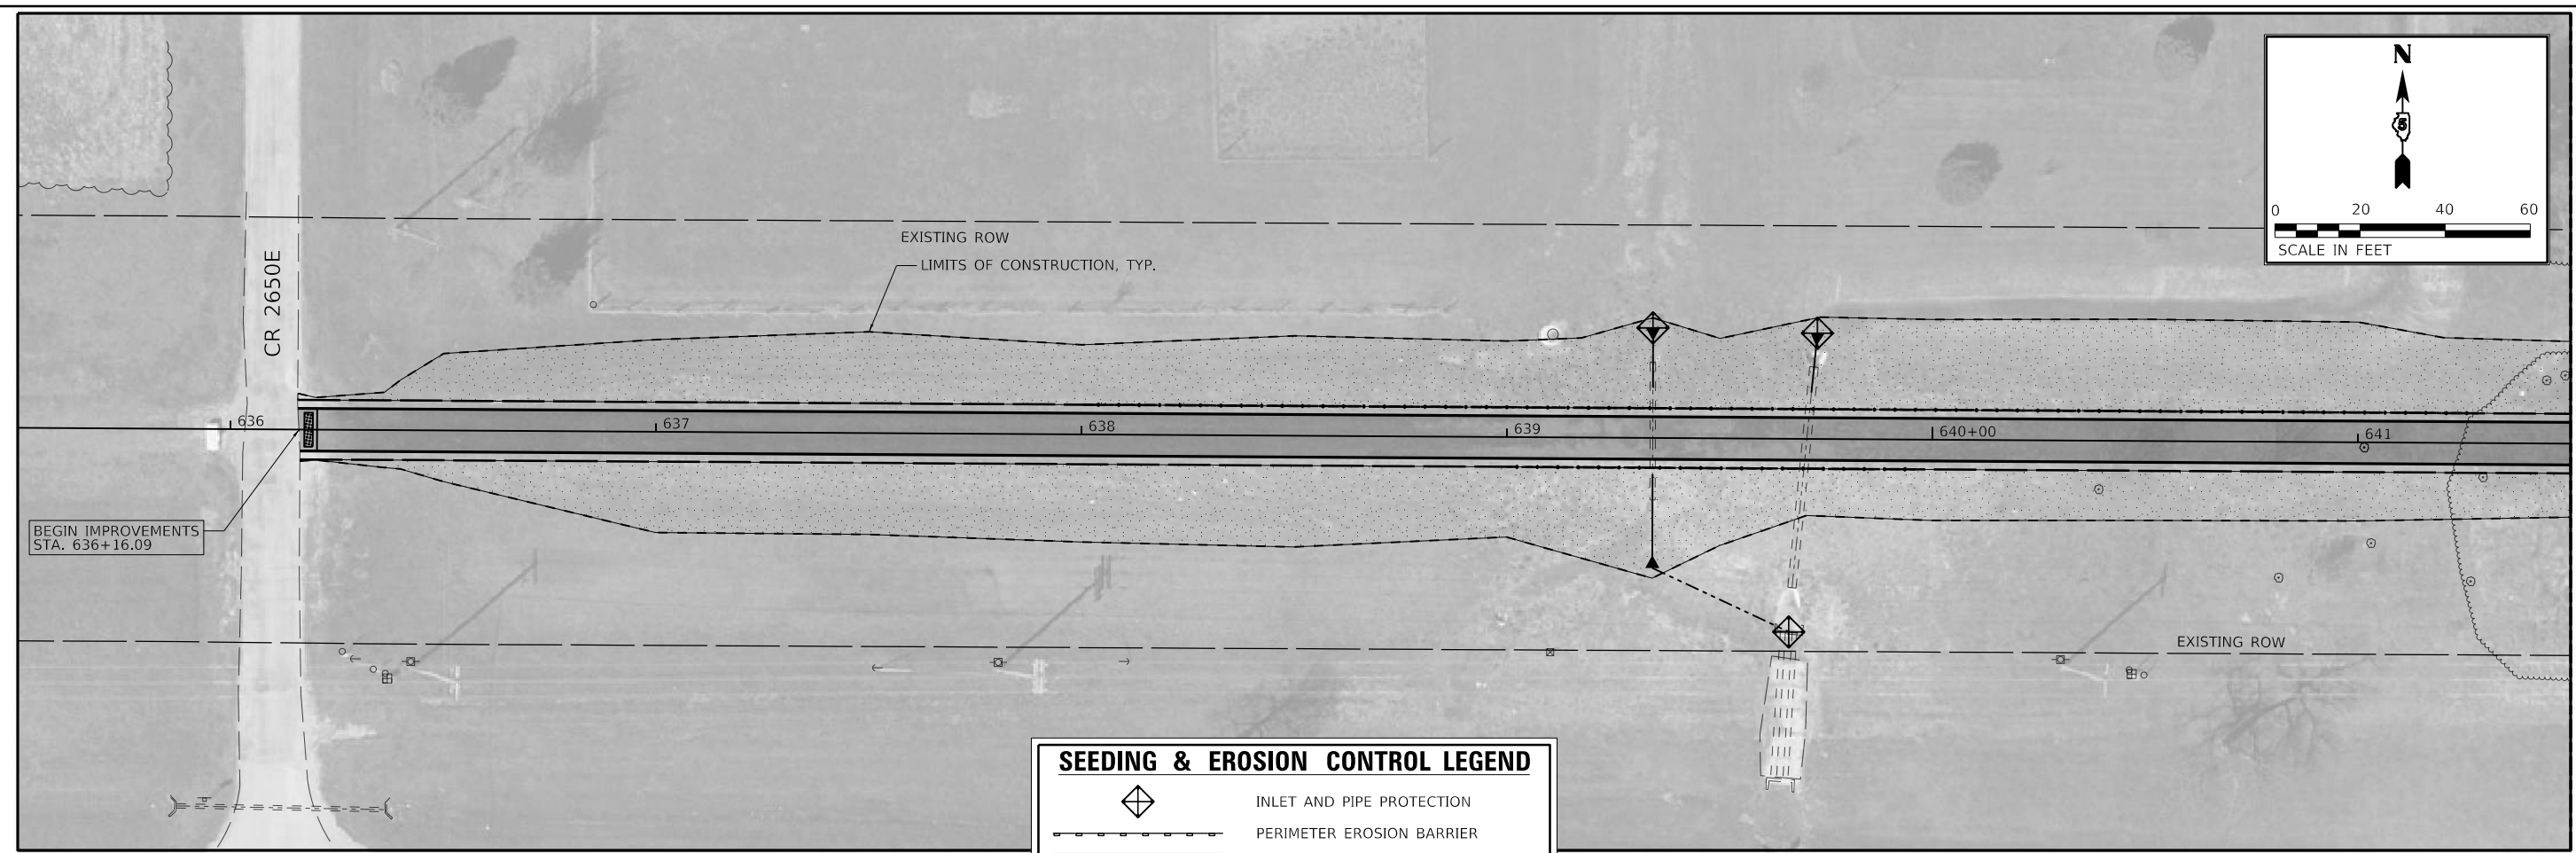 N
5
0 20 40 60
SCALE IN FEET
CR 2650E
EXISTING ROW
LIMITS OF CONSTRUCTION, TYP.
636
637
638
639
640+00
641
BEGIN IMPROVEMENTS
STA. 636+16.09
EXISTING ROW
SEEDING & EROSION CONTROL LEGEND
INLET AND PIPE PROTECTION
PERIMETER EROSION BARRIER